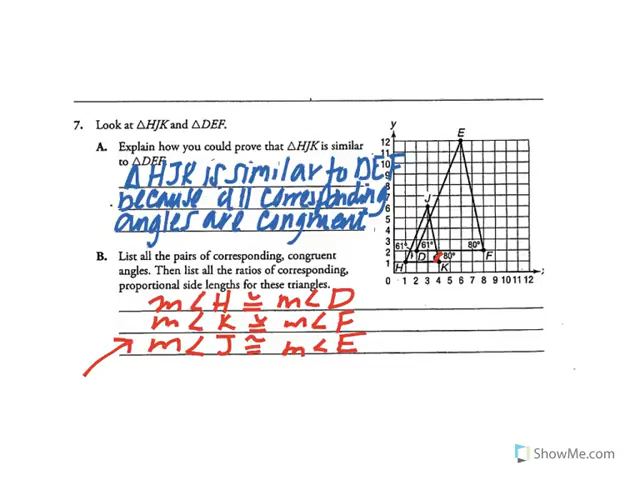 7. Look at △HJK and △DEF.
A. Explain how you could prove that △HJK is similar
to △DEF.
△ HJK is similar to DEF
because all corresponding
angles are congruent
B. List all the pairs of corresponding, congruent
angles. Then list all the ratios of corresponding,
proportional side lengths for these triangles.
m∠H ≅ m∠D
m∠K ≅ m∠F
m∠J ≅ m∠E
y
E
12
11
10
9
8
7
6
5
4
3
2
1
J
61° 61° 80°
D 80° F
H K
0 1 2 3 4 5 6 7 8 9 10 11 12
ShowMe.com